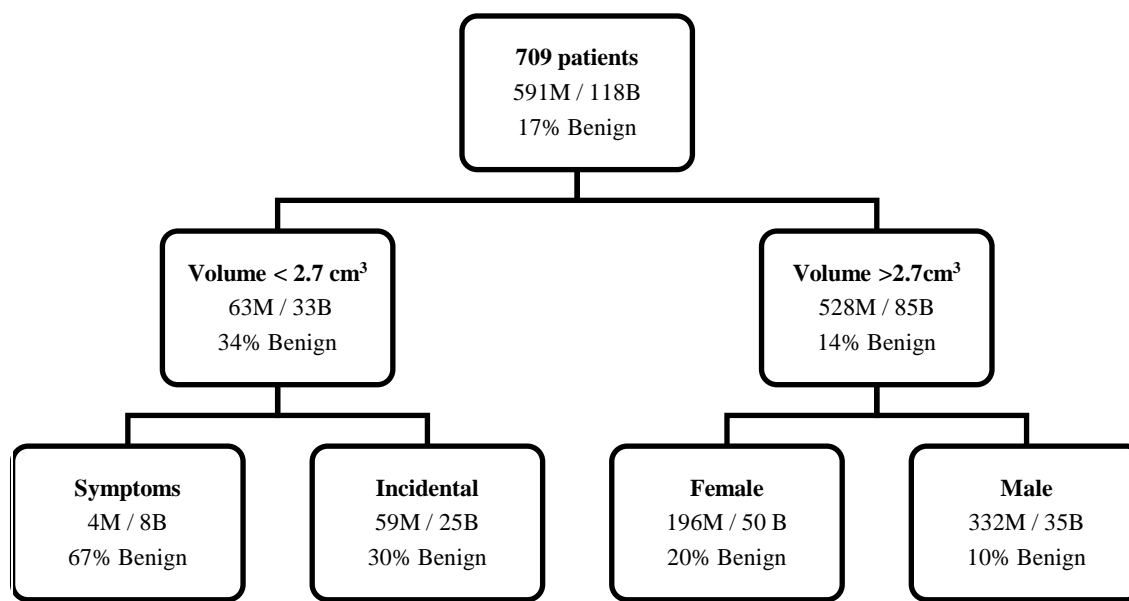 709 patients
591M / 118B
17% Benign
Volume < 2.7 cm³
63M / 33B
34% Benign
Volume >2.7cm³
528M / 85B
14% Benign
Symptoms
4M / 8B
67% Benign
Incidental
59M / 25B
30% Benign
Female
196M / 50 B
20% Benign
Male
332M / 35B
10% Benign